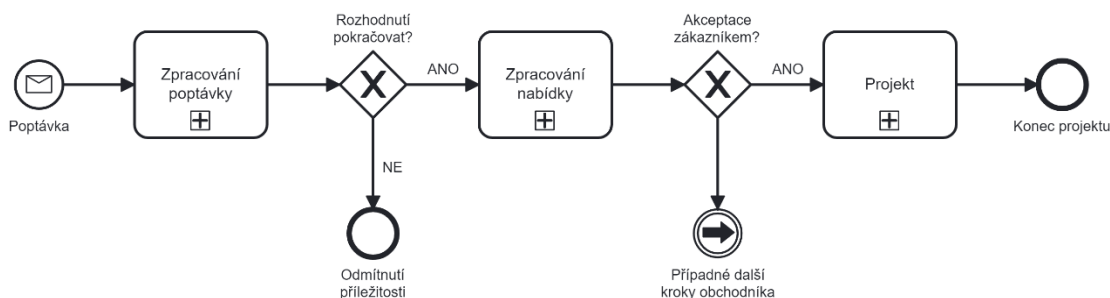 Rozhodnutí
pokračovat?
Akceptace
zákazníkem?
Zpracování
poptávky
ANO
Zpracování
nabídky
ANO
Projekt
Poptávka
Konec projektu
NE
Odmítnutí
příležitosti
Případné další
kroky obchodníka